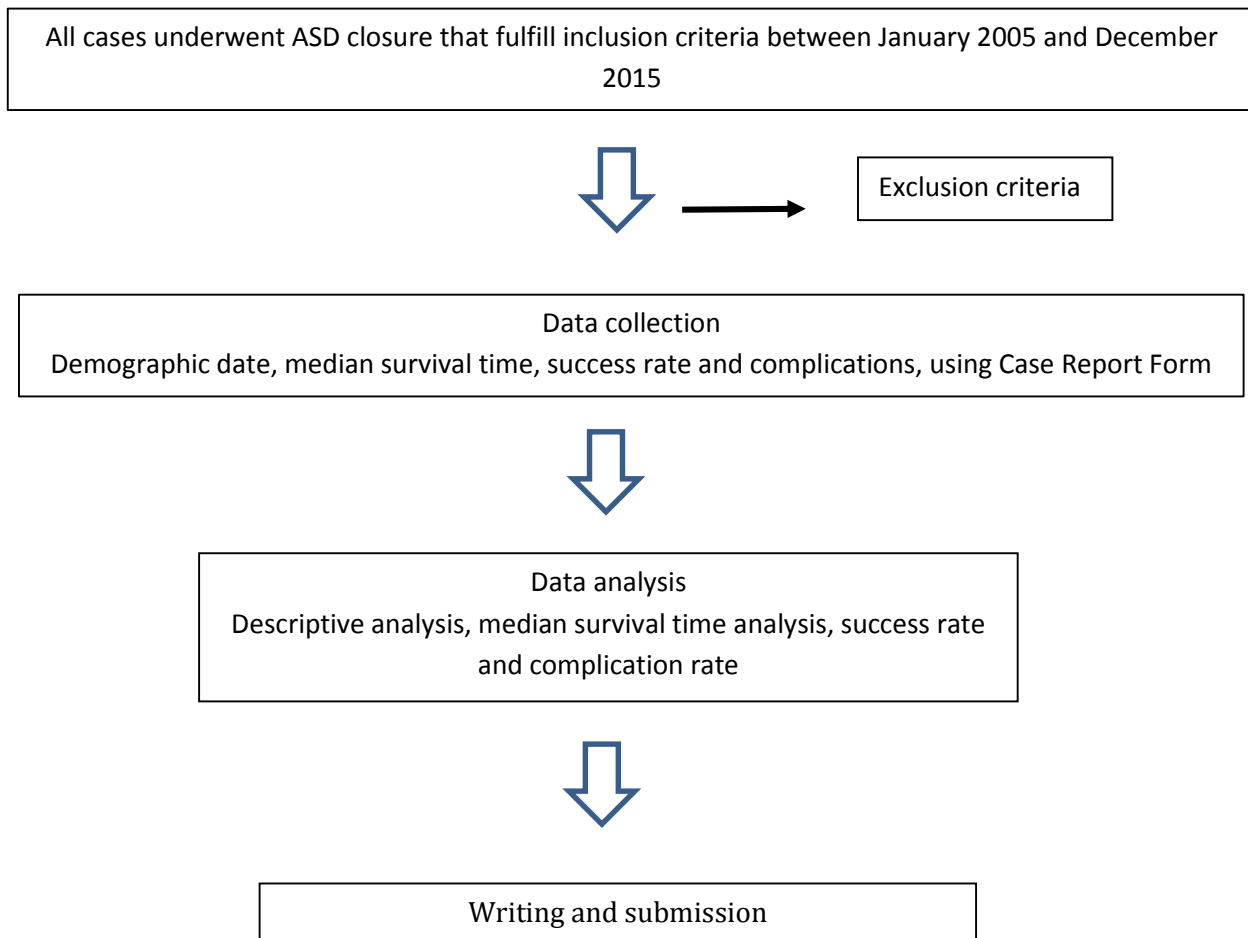 All cases underwent ASD closure that fulfill inclusion criteria between January 2005 and December
2015
Exclusion criteria
Data collection
Demographic date, median survival time, success rate and complications, using Case Report Form
Data analysis
Descriptive analysis, median survival time analysis, success rate
and complication rate
Writing and submission